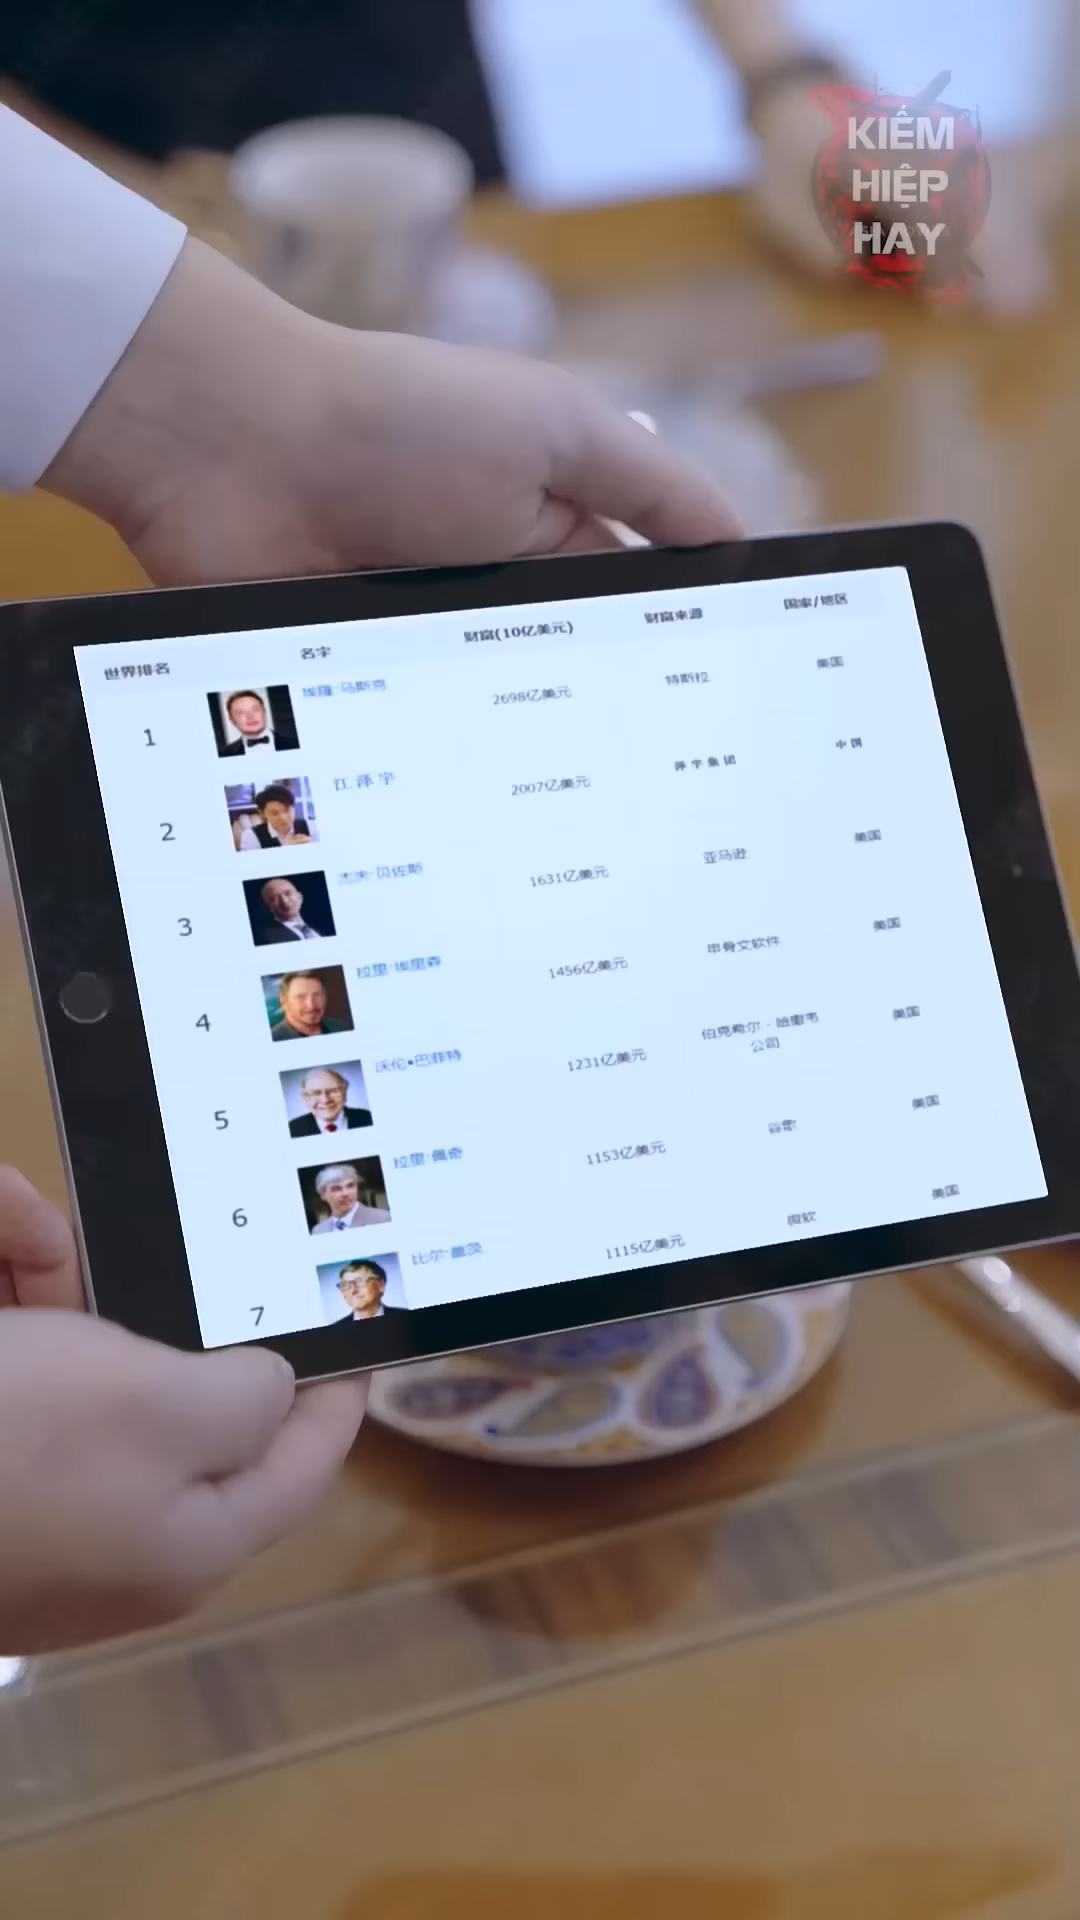 KIẾM
HIỆP
HAY
世界排名 名字 财富(10亿美元) 财富来源 国家/地区
1 埃隆·马斯克 2698亿美元 特斯拉 美国
2 江泽宇 2007亿美元 泽宇集团 中国
3 杰夫·贝佐斯 1631亿美元 亚马逊 美国
4 拉里·埃里森 1456亿美元 甲骨文软件 美国
5 沃伦•巴菲特 1231亿美元 伯克希尔-哈撒韦 美国
公司
6 拉里·佩奇 1153亿美元 谷歌 美国
7 比尔·盖茨 1115亿美元 微软 美国